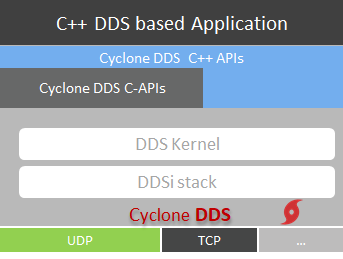 C++ DDS based Application
Cyclone DDS  C++ APIs
Cyclone DDS C-APIs
DDS Kernel
DDSi stack
Cyclone DDS
UDP
TCP
...